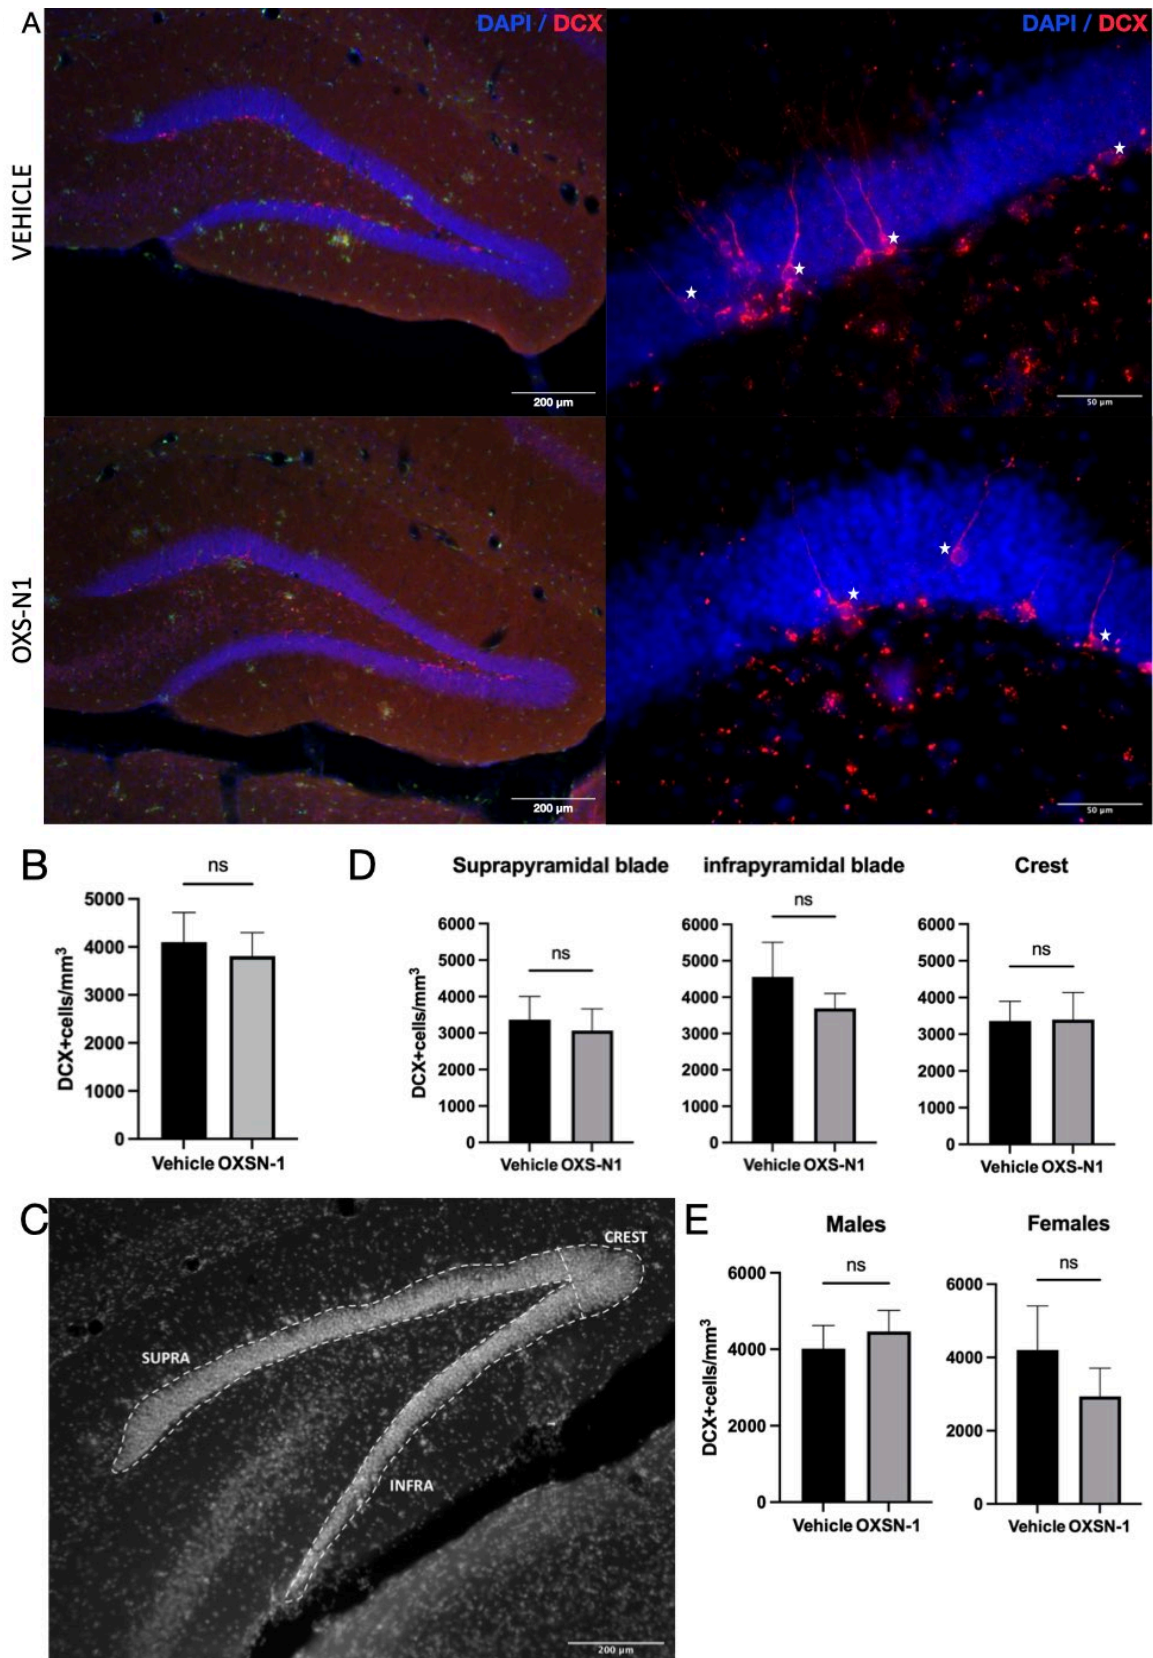 A
DAPI / DCX
DAPI / DCX
VEHICLE
200 µm
50 µm
OXS-N1
200 µm
50 µm
B
ns
DCX+cells/mm³
5000
4000
3000
2000
1000
0
Vehicle OXSN-1
D
Suprapyramidal blade
infrapyramidal blade
Crest
DCX+cells/mm³
ns
6000
5000
4000
3000
2000
1000
0
Vehicle OXS-N1
ns
6000
5000
4000
3000
2000
1000
0
Vehicle OXS-N1
ns
6000
5000
4000
3000
2000
1000
0
Vehicle OXS-N1
C
CREST
SUPRA
INFRA
200 µm
E
Males
Females
DCX+cells/mm³
ns
6000
4000
2000
0
Vehicle OXSN-1
ns
6000
4000
2000
0
Vehicle OXSN-1